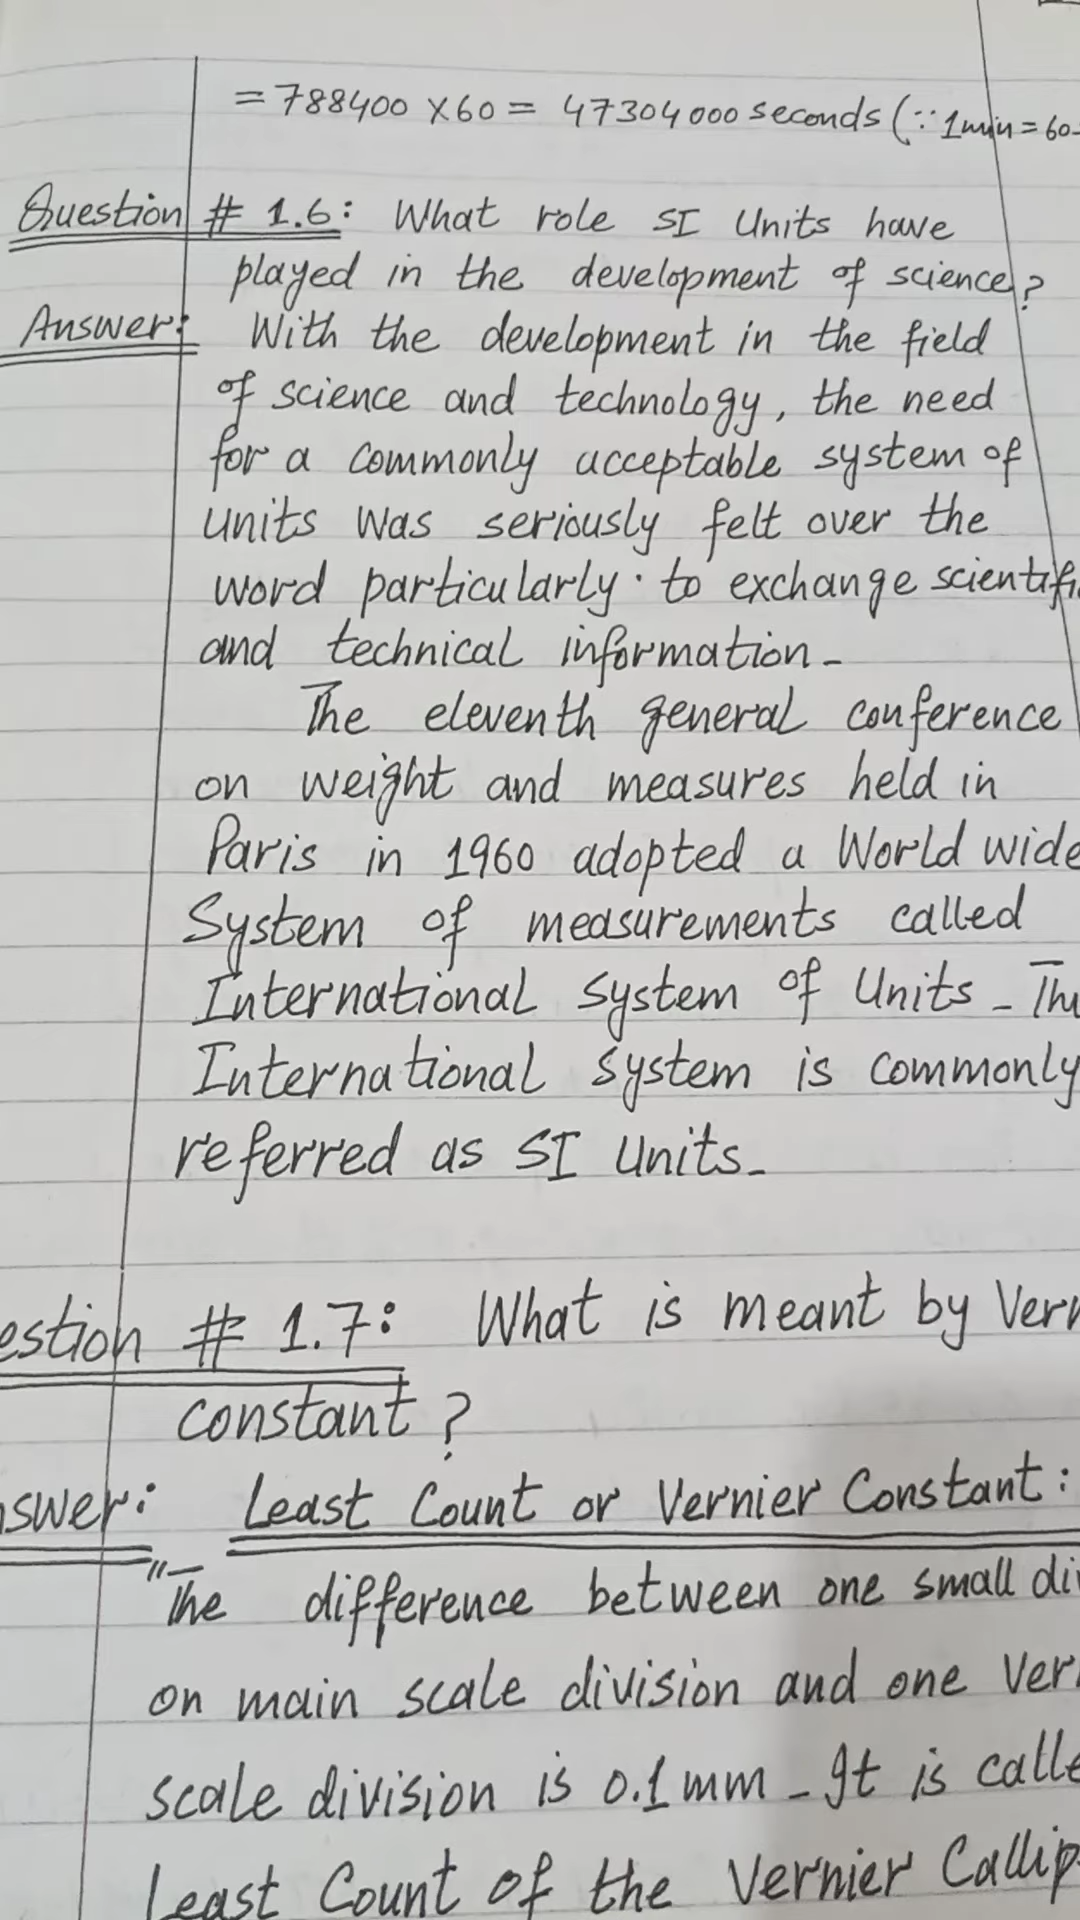 = 788400 X 60 = 47304000 seconds (∵ 1min = 60
Question # 1.6: What role SI Units have
played in the development of science?
Answer: With the development in the field
of science and technology, the need
for a commonly acceptable system of
units was seriously felt over the
word particularly to exchange scientifi
and technical information.
The eleventh general conference
on weight and measures held in
Paris in 1960 adopted a World wide
System of measurements called
International System of Units. The
International System is commonly
referred as SI Units.
estion # 1.7: What is meant by Vern
constant?
nswer: Least Count or Vernier Constant:
"The difference between one small di
on main scale division and one Ver
scale division is 0.1 mm. It is calle
Least Count of the Vernier Callip